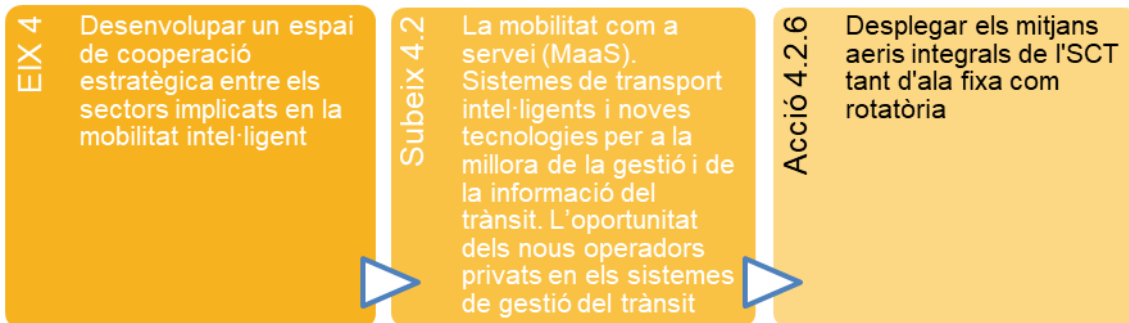 EIX 4
Desenvolupar un espai
de cooperació
estratègica entre els
sectors implicats en la
mobilitat intel·ligent
Subeix 4.2
La mobilitat com a
servei (MaaS).
Sistemes de transport
intel·ligents i noves
tecnologies per a la
millora de la gestió i de
la informació del
trànsit. L’oportunitat
dels nous operadors
privats en els sistemes
de gestió del trànsit
Acció 4.2.6
Desplegar els mitjans
aeris integrals de l'SCT
tant d'ala fixa com
rotatòria